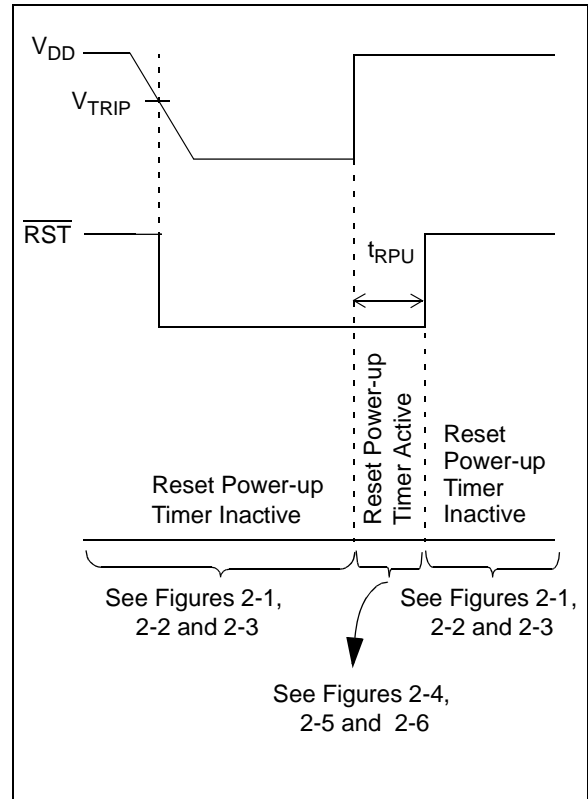 VDD
VTRIP
RST
tRPU
Reset Power-up
Timer Inactive
Reset Power-up
Timer Active
Reset
Power-up
Timer
Inactive
See Figures 2-1,
2-2 and 2-3
See Figures 2-1,
2-2 and 2-3
See Figures 2-4,
2-5 and 2-6